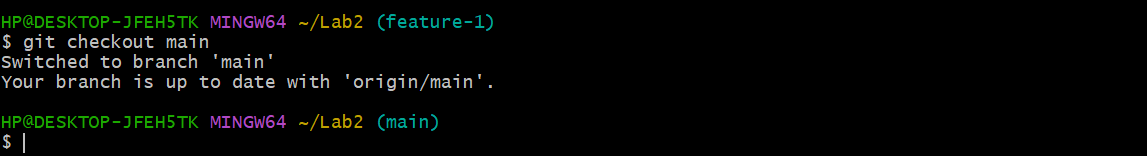 HP@DESKTOP-JFEH5TK MINGW64 ~/Lab2 (feature-1)
$ git checkout main
Switched to branch 'main'
Your branch is up to date with 'origin/main'.
HP@DESKTOP-JFEH5TK MINGW64 ~/Lab2 (main)
$